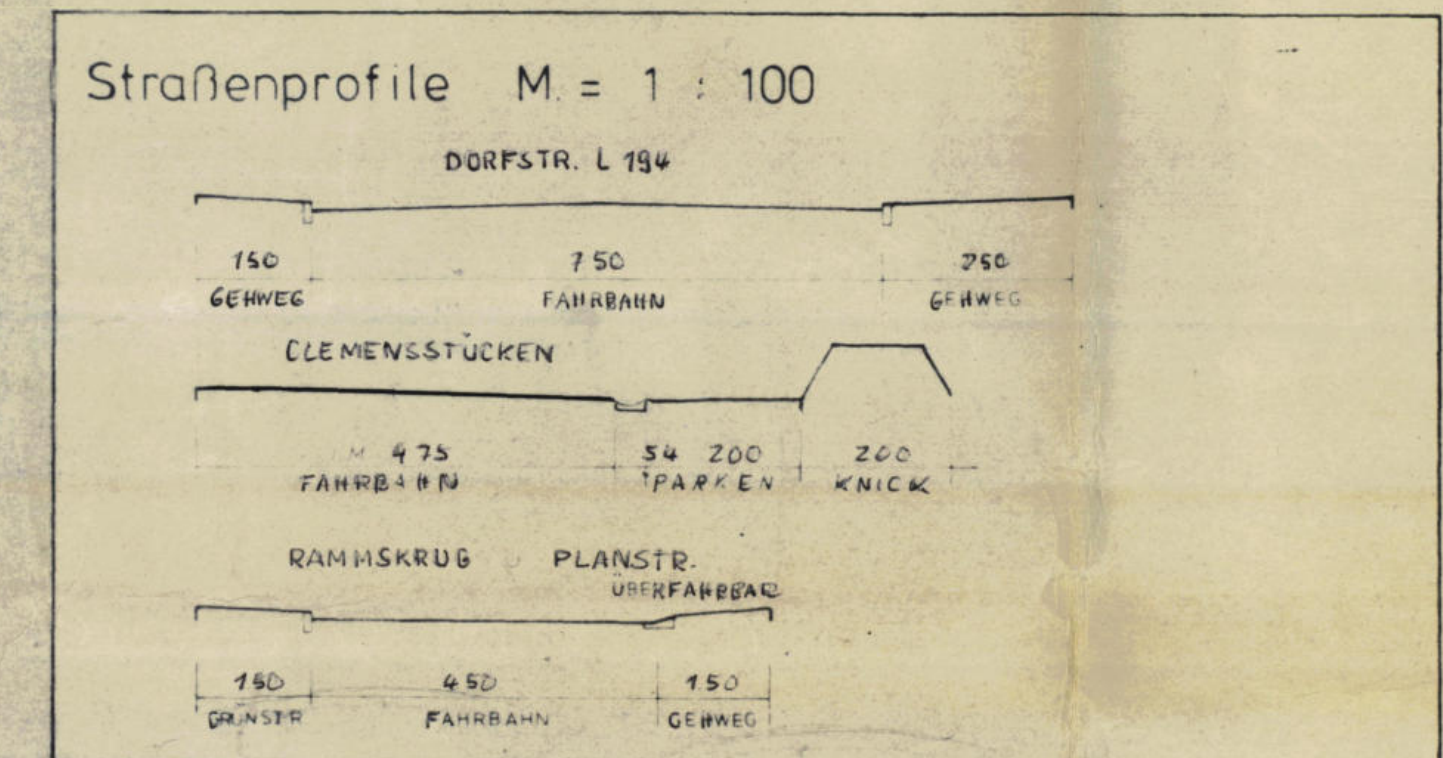 Straßenprofile M. = 1 : 100
DORFSTR. L 194
150 750 250
GEHWEG FAHRBAHN GEHWEG
CLEMENSSTÜCKEN
475 54 200 200
FAHRBAHN PARKEN KNICK
RAMMSKRUG U PLANSTR.
ÜBERFAHRBAR
150 450 150
GRÜNSTR FAHRBAHN GEHWEG